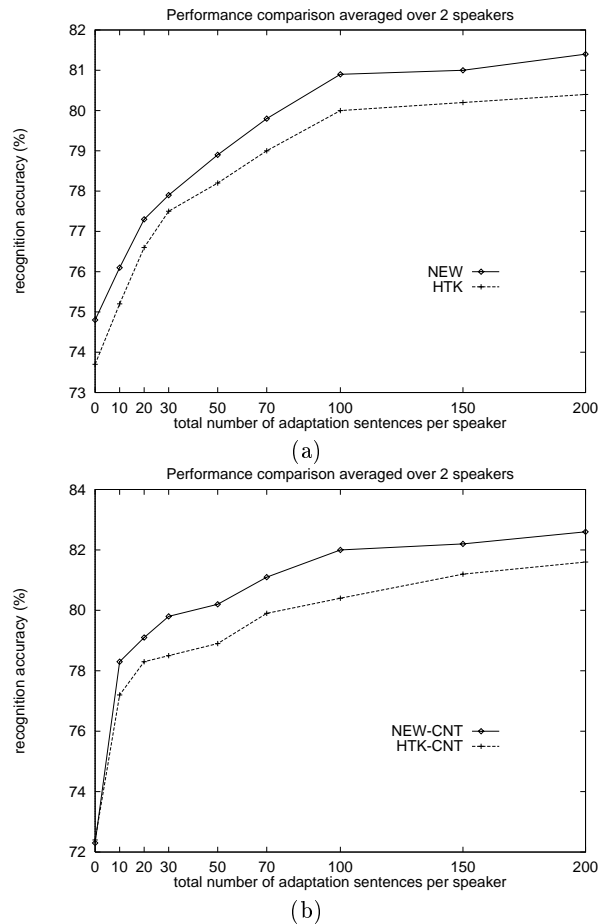 Performance comparison averaged over 2 speakers
82
81
80
79
78
77
76
75
74
73
recognition accuracy (%)
NEW
HTK
0 10 20 30 50 70 100 150 200
total number of adaptation sentences per speaker
(a)
Performance comparison averaged over 2 speakers
84
82
80
78
76
74
72
recognition accuracy (%)
NEW-CNT
HTK-CNT
0 10 20 30 50 70 100 150 200
total number of adaptation sentences per speaker
(b)